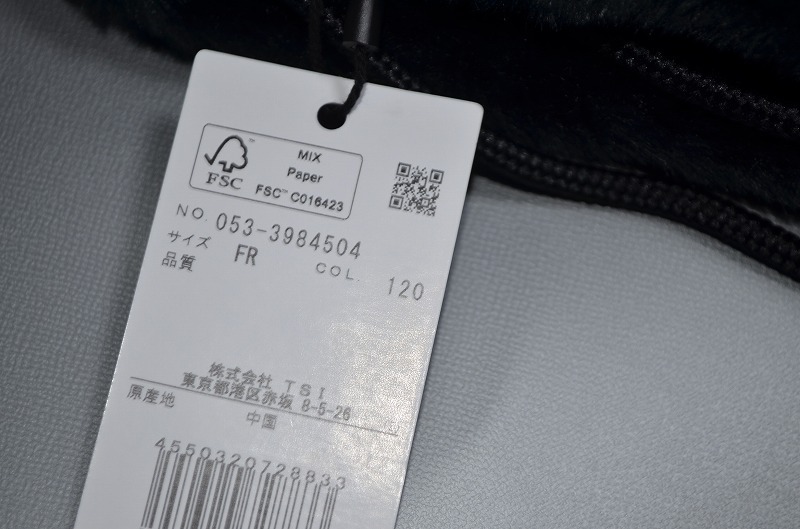 FSC™
MIX
Paper
FSC™ C016423
NO. 053-3984504
サイズ FR COL. 120
品質
株式会社 TSI
東京都港区赤坂 8-5-26
原産地 中国
4550320728833